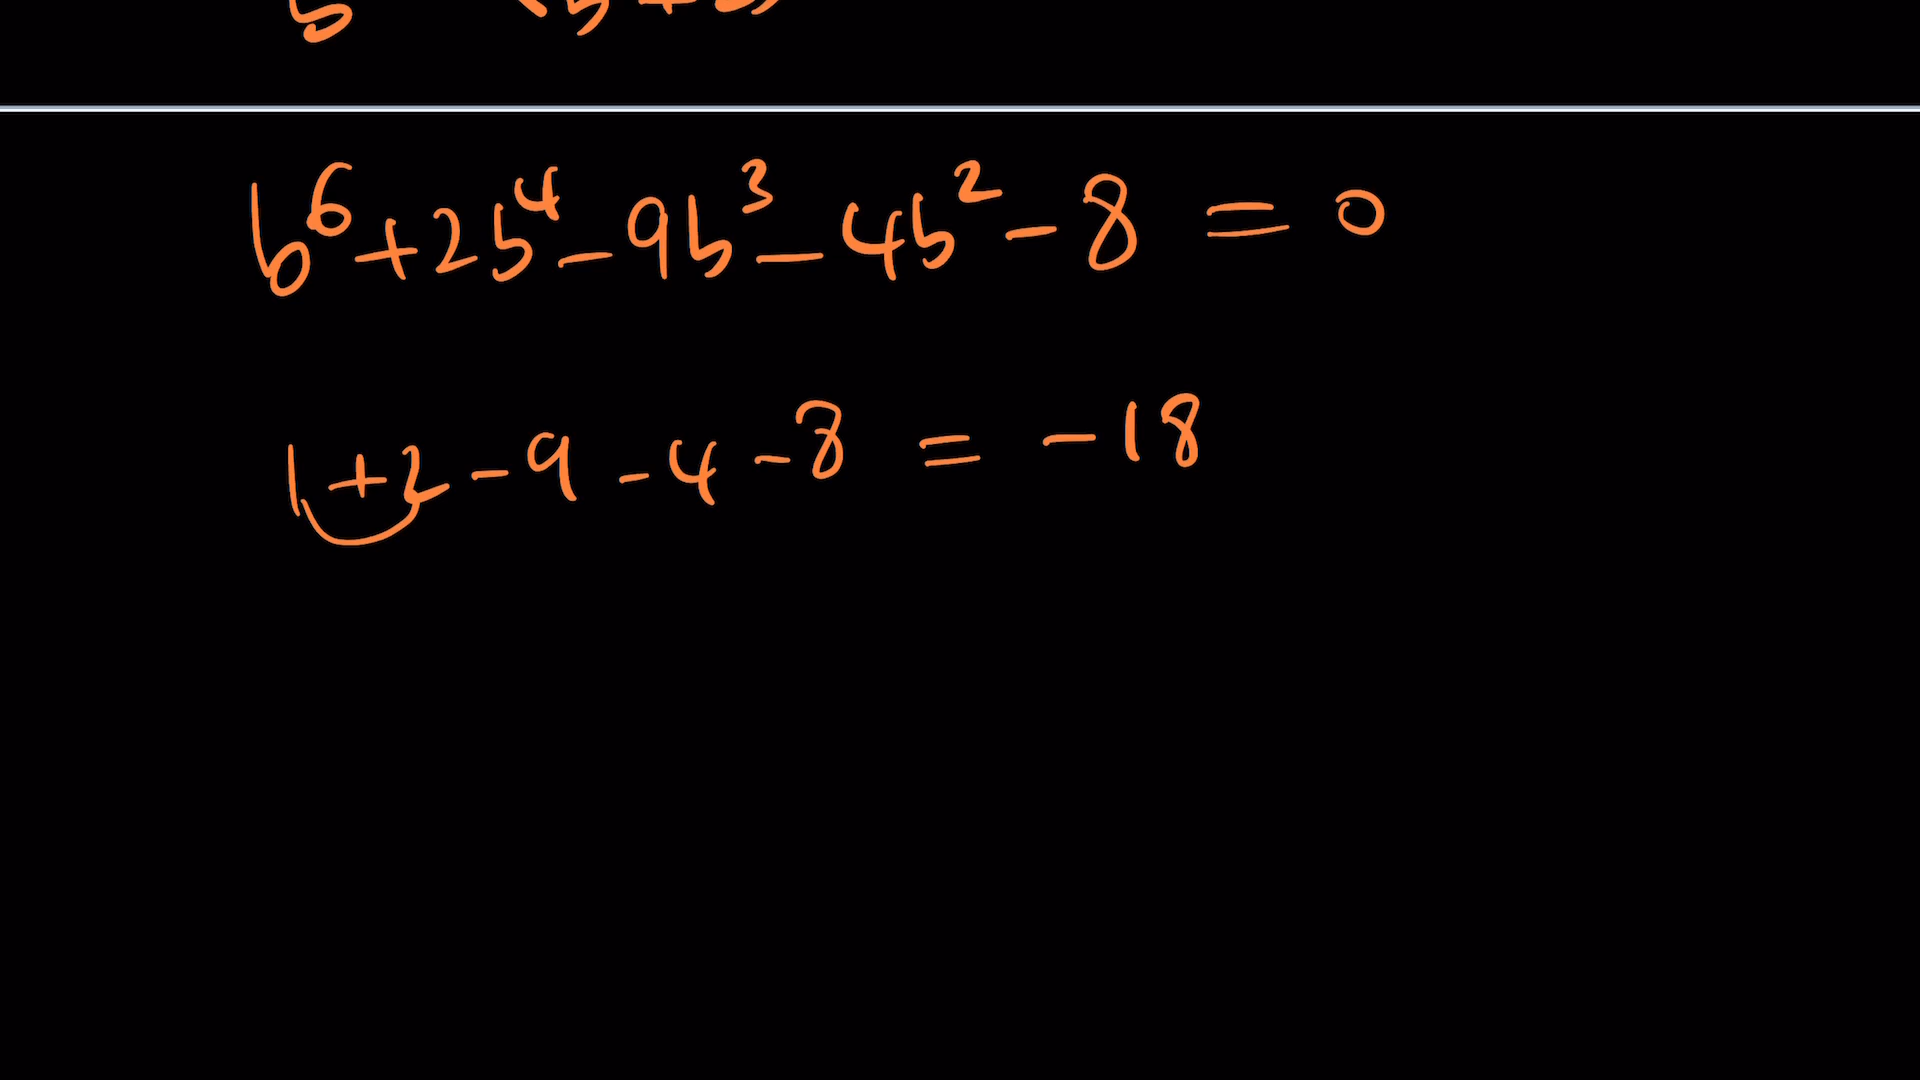 b⁶+2b⁴-9b³-4b²-8 = 0
1+2-9-4-8 = -18